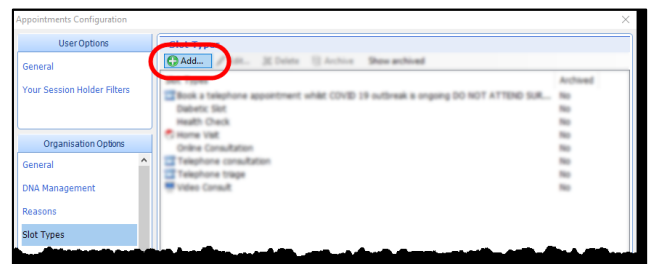 Appointments Configuration
User Options
General
Your Session Holder Filters
Organisation Options
General
DNA Management
Reasons
Slot Types
Slot Types
Add... Edit... Delete Archive Show archived
Slot Types Archived
Book a telephone appointment whilst COVID 19 outbreak is ongoing DO NOT ATTEND SUR... No
Diabetic Slot No
Health Check No
Home Visit No
Online Consultation No
Telephone consultation No
Telephone triage No
Video Consult No